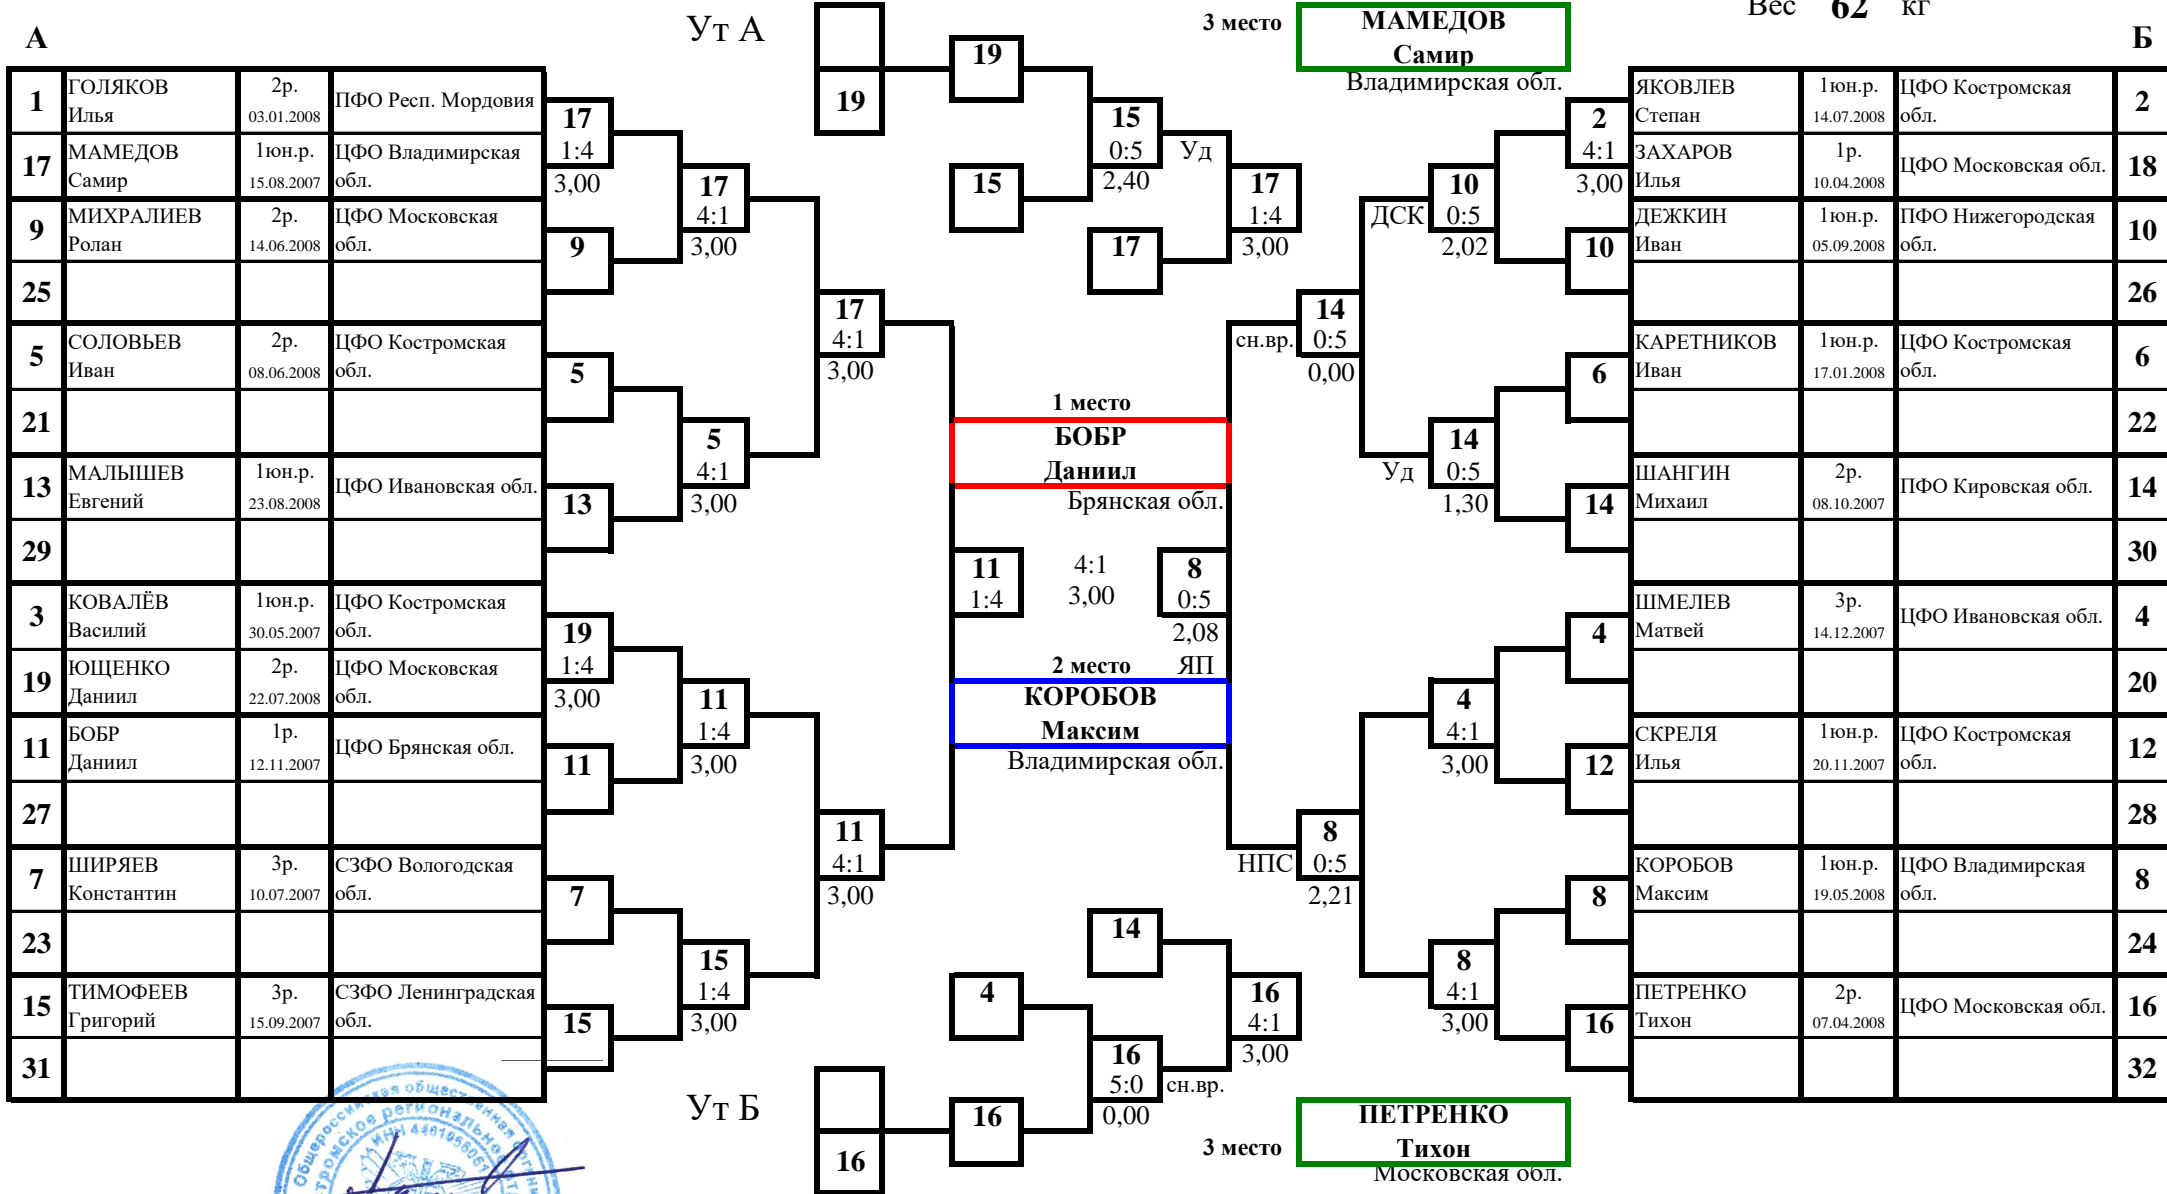 Вес 62 кг
А
Ут А
3 место
МАМЕДОВ
Самир
Владимирская обл.
Б
1
ГОЛЯКОВ
Илья
2р.
03.01.2008
ПФО Респ. Мордовия
17
МАМЕДОВ
Самир
1юн.р.
15.08.2007
ЦФО Владимирская
обл.
9
МИХРАЛИЕВ
Ролан
2р.
14.06.2008
ЦФО Московская
обл.
25
5
СОЛОВЬЕВ
Иван
2р.
08.06.2008
ЦФО Костромская
обл.
21
13
МАЛЫШЕВ
Евгений
1юн.р.
23.08.2008
ЦФО Ивановская обл.
29
3
КОВАЛЁВ
Василий
1юн.р.
30.05.2007
ЦФО Костромская
обл.
19
ЮЩЕНКО
Даниил
2р.
22.07.2008
ЦФО Московская
обл.
11
БОБР
Даниил
1р.
12.11.2007
ЦФО Брянская обл.
27
7
ШИРЯЕВ
Константин
3р.
10.07.2007
СЗФО Вологодская
обл.
23
15
ТИМОФЕЕВ
Григорий
3р.
15.09.2007
СЗФО Ленинградская
обл.
31
17
1:4
3,00
9
5
13
19
1:4
3,00
11
7
15
17
4:1
3,00
5
4:1
3,00
11
1:4
3,00
15
1:4
3,00
17
4:1
3,00
11
4:1
3,00
19
19
15
15
0:5
2,40
Уд
17
17
1:4
3,00
1 место
БОБР
Даниил
Брянская обл.
11
1:4
4:1
3,00
8
0:5
2,08
ЯП
2 место
КОРОБОВ
Максим
Владимирская обл.
14
0:5
0,00
сн.вр.
8
0:5
2,21
НПС
10
0:5
2,02
ДСК
14
0:5
1,30
Уд
4
4:1
3,00
8
4:1
3,00
2
4:1
3,00
10
6
14
4
12
8
16
ЯКОВЛЕВ
Степан
1юн.р.
14.07.2008
ЦФО Костромская
обл.
2
ЗАХАРОВ
Илья
1р.
10.04.2008
ЦФО Московская обл.
18
ДЕЖКИН
Иван
1юн.р.
05.09.2008
ПФО Нижегородская
обл.
10
26
КАРЕТНИКОВ
Иван
1юн.р.
17.01.2008
ЦФО Костромская
обл.
6
22
ШАНГИН
Михаил
2р.
08.10.2007
ПФО Кировская обл.
14
30
ШМЕЛЕВ
Матвей
3р.
14.12.2007
ЦФО Ивановская обл.
4
20
СКРЕЛЯ
Илья
1юн.р.
20.11.2007
ЦФО Костромская
обл.
12
28
КОРОБОВ
Максим
1юн.р.
19.05.2008
ЦФО Владимирская
обл.
8
24
ПЕТРЕНКО
Тихон
2р.
07.04.2008
ЦФО Московская обл.
16
32
Ут Б
16
16
4
16
5:0
0,00
сн.вр.
14
16
4:1
3,00
3 место
ПЕТРЕНКО
Тихон
Московская обл.